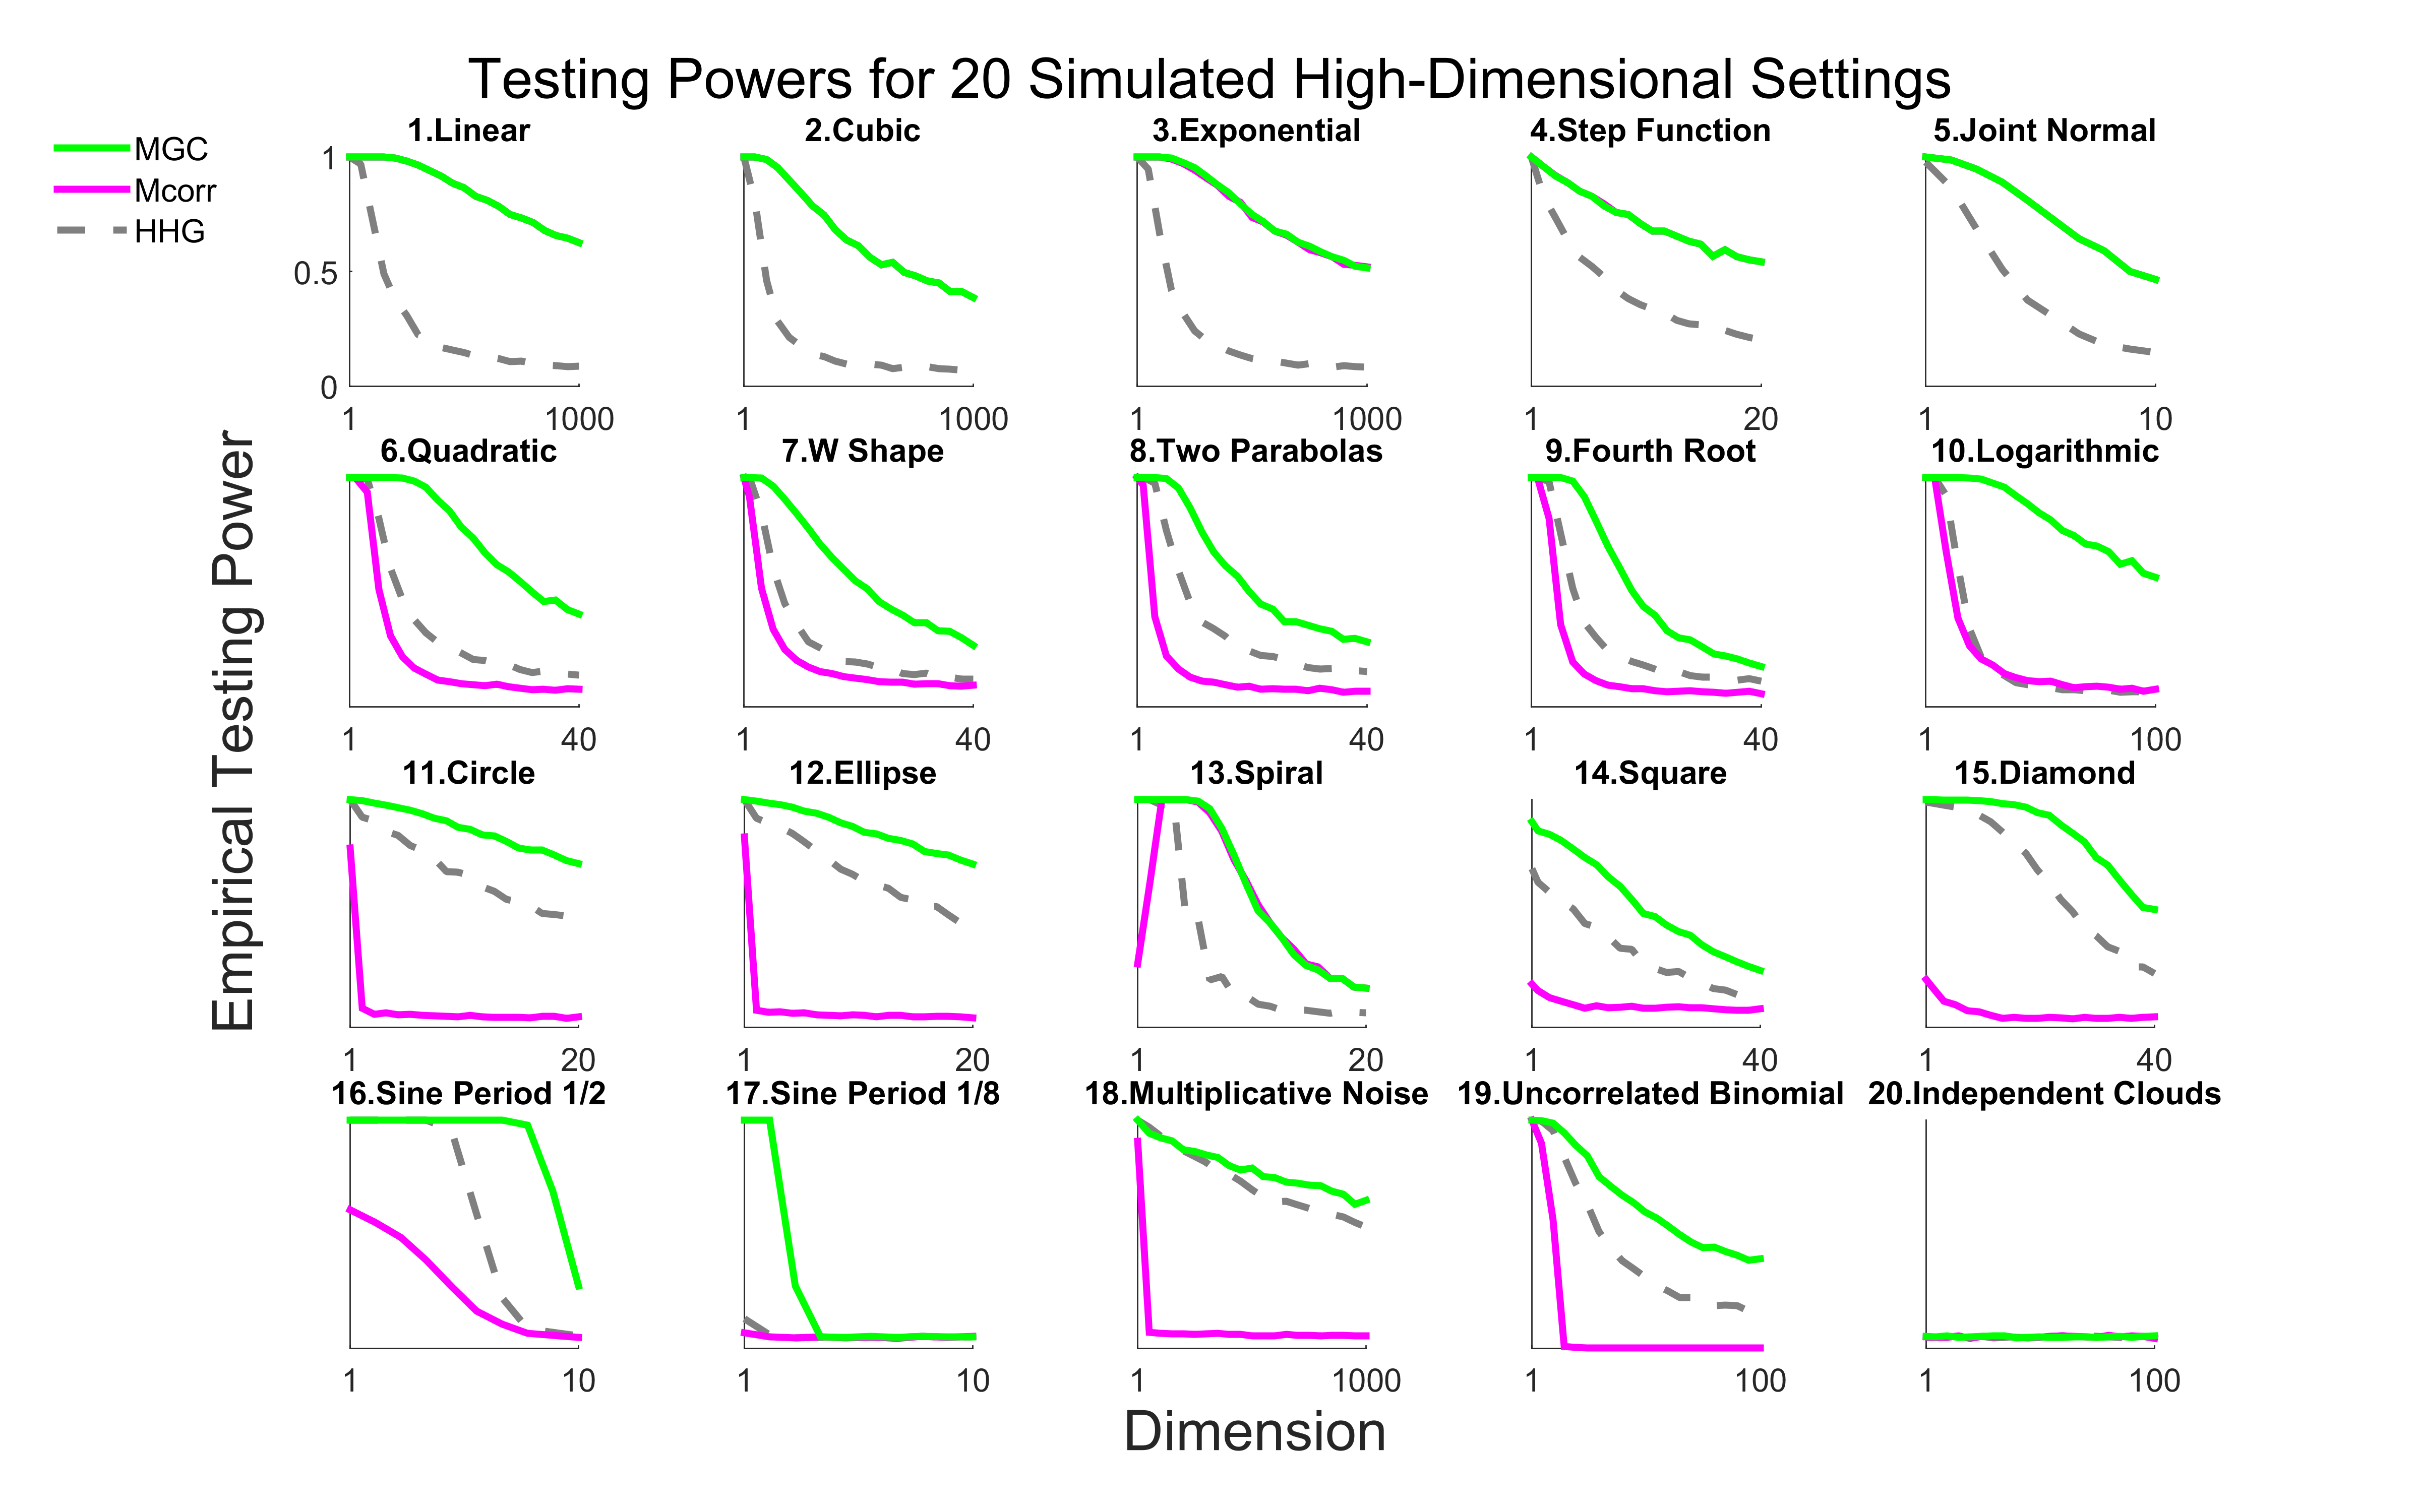 Testing Powers for 20 Simulated High-Dimensional Settings
MGC
Mcorr
HHG
Empirical Testing Power
1.Linear 2.Cubic 3.Exponential 4.Step Function 5.Joint Normal
1
0.5
0
1 1000 1 1000 1 1000 1 20 1 10
6.Quadratic 7.W Shape 8.Two Parabolas 9.Fourth Root 10.Logarithmic
1 40 1 40 1 40 1 40 1 100
11.Circle 12.Ellipse 13.Spiral 14.Square 15.Diamond
1 20 1 20 1 20 1 40 1 40
16.Sine Period 1/2 17.Sine Period 1/8 18.Multiplicative Noise 19.Uncorrelated Binomial 20.Independent Clouds
1 10 1 10 1 1000 1 100 1 100
Dimension